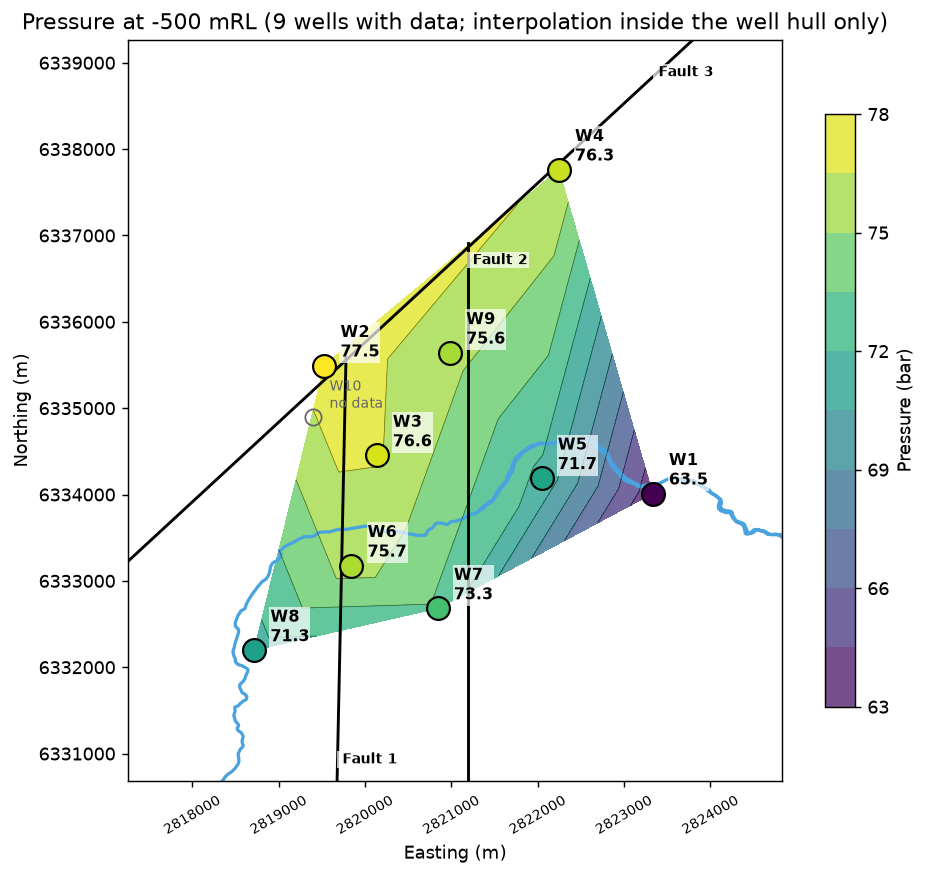 Pressure at -500 mRL (9 wells with data; interpolation inside the well hull only)
6339000
6338000
6337000
6336000
6335000
6334000
6333000
6332000
6331000
Northing (m)
2818000
2819000
2820000
2821000
2822000
2823000
2824000
Easting (m)
Fault 3
W4
76.3
Fault 2
W9
75.6
W2
77.5
W10
no data
W3
76.6
W5
71.7
W1
63.5
W6
75.7
W7
73.3
W8
71.3
Fault 1
78
75
72
69
66
63
Pressure (bar)